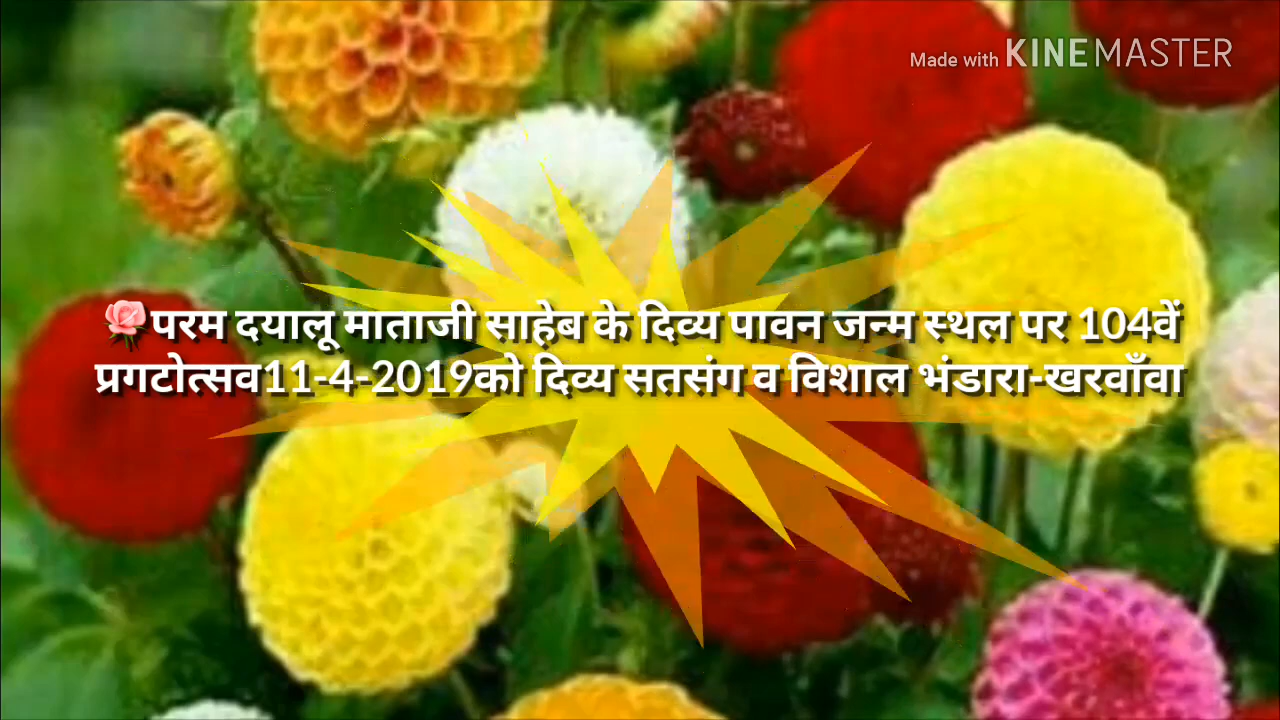 Made with KINEMASTER
🌹परम दयालू माताजी साहेब के दिव्य पावन जन्म स्थल पर 104वें
प्रगटोत्सव11-4-2019को दिव्य सतसंग व विशाल भंडारा-खरवाँवा